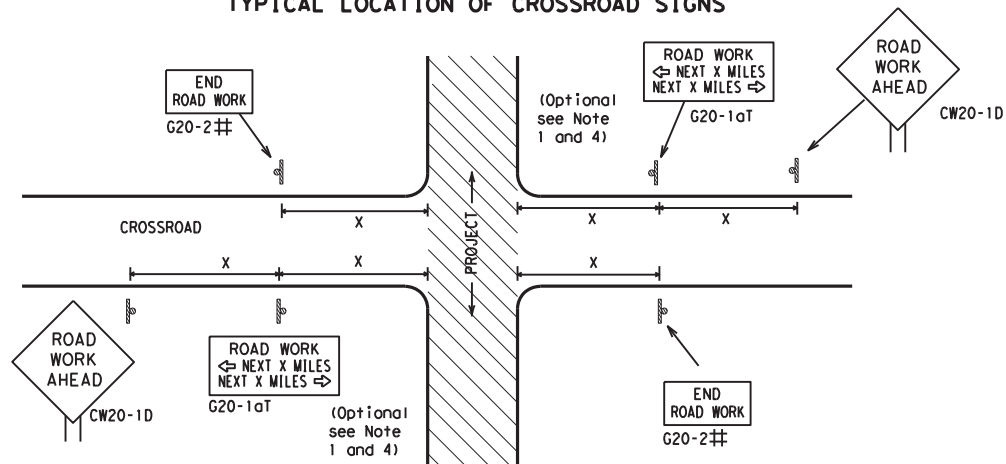 TYPICAL LOCATION OF CROSSROAD SIGNS
END
ROAD WORK
G20-2#
(Optional
see Note
1 and 4)
ROAD WORK
⇦ NEXT X MILES
NEXT X MILES ⇨
G20-1aT
ROAD
WORK
AHEAD
CW20-1D
X
X
X
CROSSROAD
PROJECT
X
X
X
ROAD
WORK
AHEAD
CW20-1D
ROAD WORK
⇦ NEXT X MILES
NEXT X MILES ⇨
G20-1aT
(Optional
see Note
1 and 4)
END
ROAD WORK
G20-2#